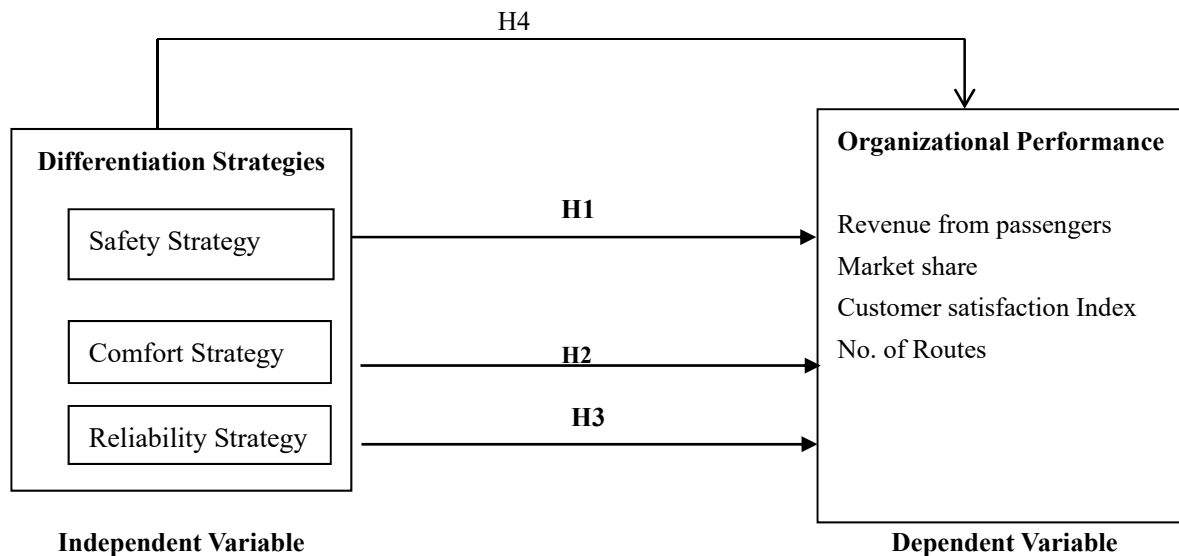 H4
Differentiation Strategies
Safety Strategy
Comfort Strategy
Reliability Strategy
Independent Variable
H1
H2
H3
Organizational Performance
Revenue from passengers
Market share
Customer satisfaction Index
No. of Routes
Dependent Variable